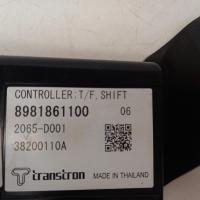 CONTROLLER:T/F,SHIFT
8981861100 06
2065-D001
38200110A
transtron MADE IN THAILAND